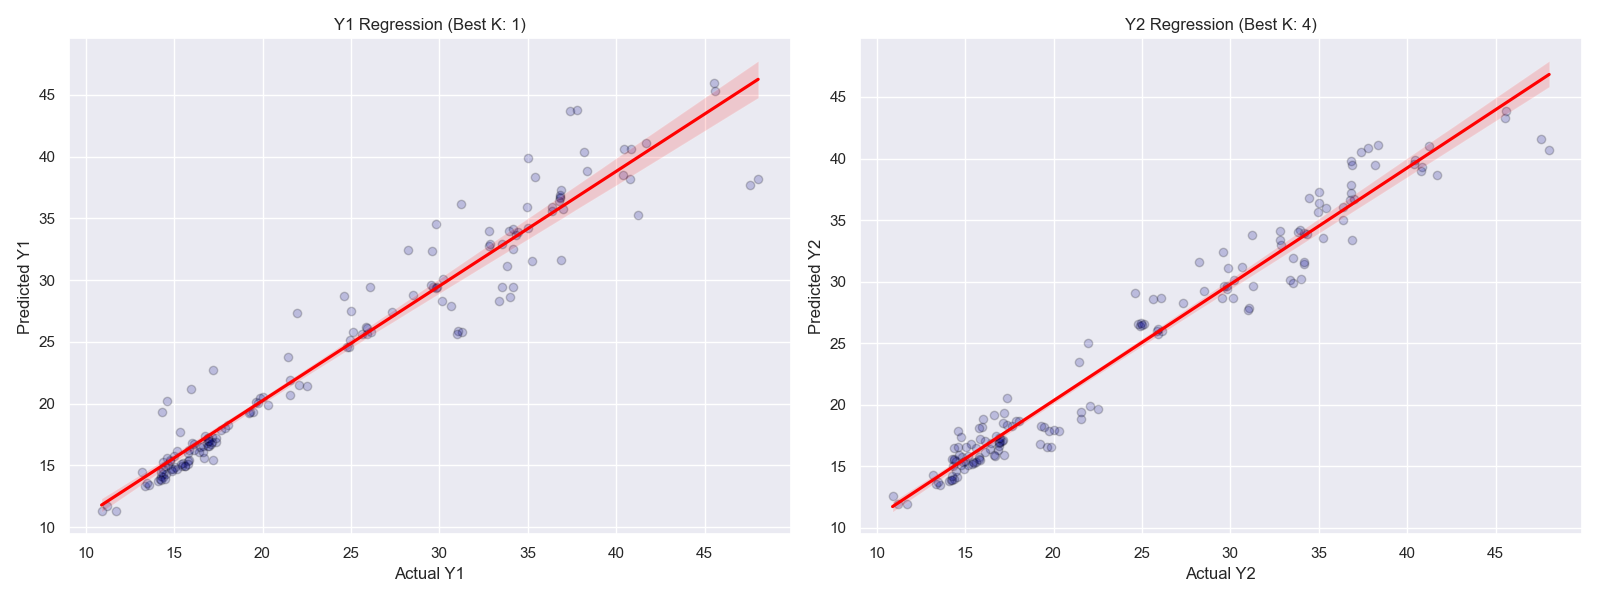 Y1 Regression (Best K: 1)
Predicted Y1
45
40
35
30
25
20
15
10
10 15 20 25 30 35 40 45
Actual Y1
Y2 Regression (Best K: 4)
Predicted Y2
45
40
35
30
25
20
15
10
10 15 20 25 30 35 40 45
Actual Y2